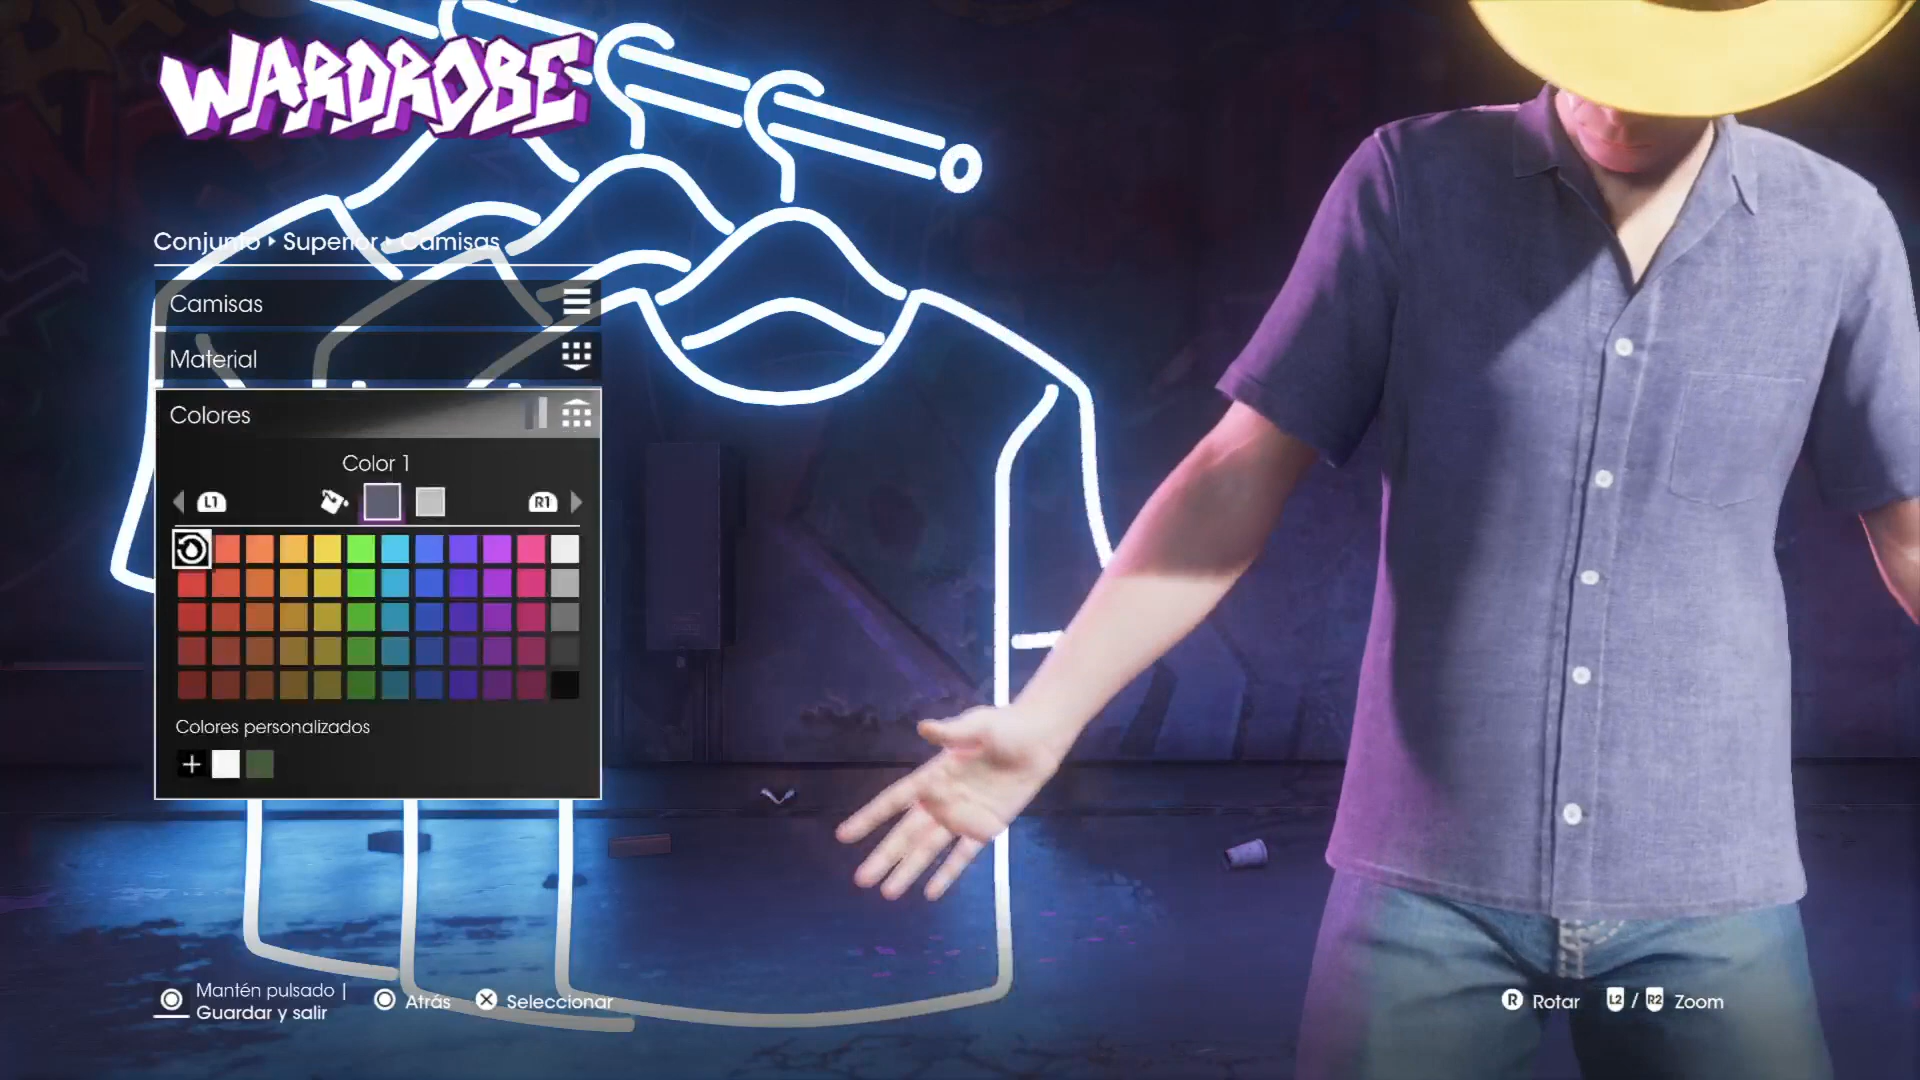 WARDROBE
Conjunto ‣ Superior ‣ Camisas
Camisas
Material
Colores
Color 1
L1
R1
Colores personalizados
Mantén pulsado |
Guardar y salir
Atrás
Seleccionar
R Rotar
L2 / R2 Zoom